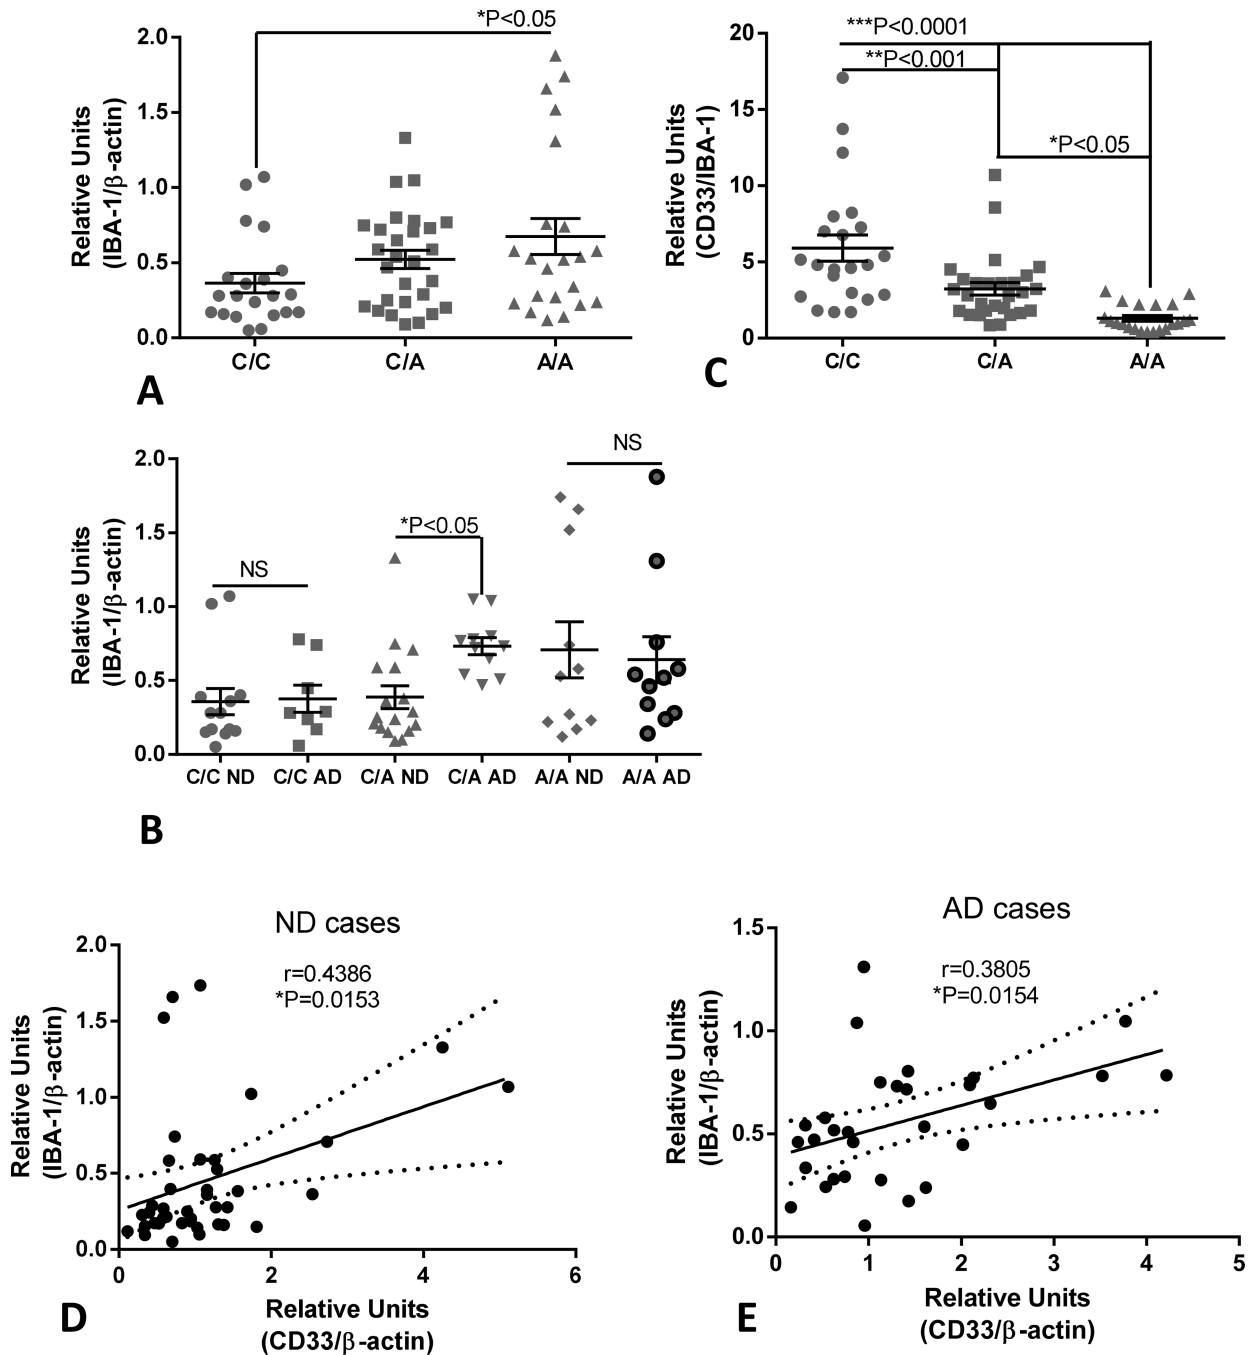 *P<0.05
Relative Units
(IBA-1/β-actin)
2.0
1.5
1.0
0.5
0.0
C/C
C/A
A/A
A
***P<0.0001
**P<0.001
*P<0.05
Relative Units
(CD33/IBA-1)
20
15
10
5
0
C/C
C/A
A/A
C
NS
*P<0.05
NS
Relative Units
(IBA-1/β-actin)
2.0
1.5
1.0
0.5
0.0
C/C ND
C/C AD
C/A ND
C/A AD
A/A ND
A/A AD
B
ND cases
r=0.4386
*P=0.0153
Relative Units
(IBA-1/β-actin)
2.0
1.5
1.0
0.5
0.0
0
2
4
6
Relative Units
(CD33/β-actin)
D
AD cases
r=0.3805
*P=0.0154
Relative Units
(IBA-1/β-actin)
1.5
1.0
0.5
0.0
0
1
2
3
4
5
Relative Units
(CD33/β-actin)
E